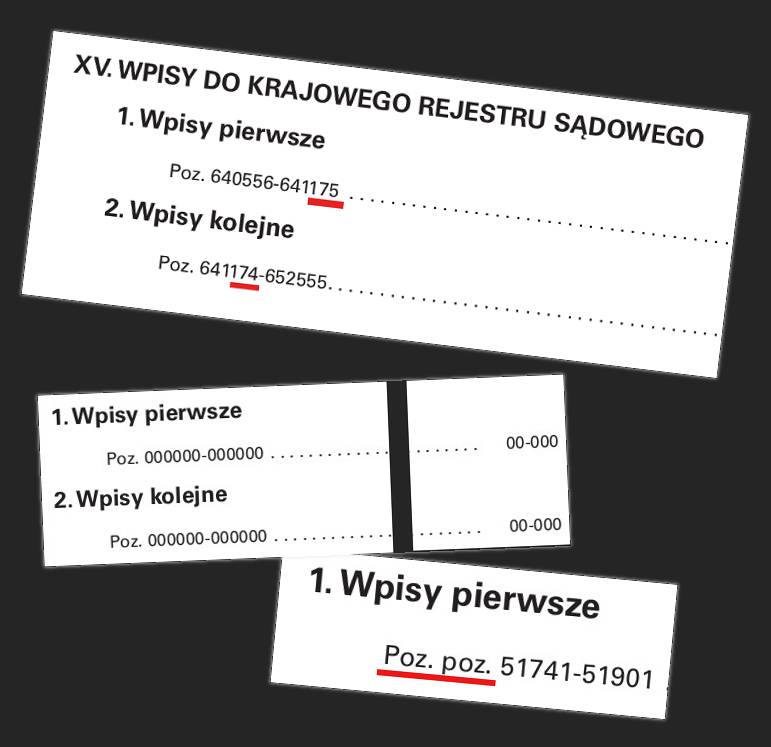 XV. WPISY DO KRAJOWEGO REJESTRU SĄDOWEGO
1. Wpisy pierwsze
Poz. 640556-641175 ........................................
2. Wpisy kolejne
Poz. 641174-652555........................................
1. Wpisy pierwsze
Poz. 000000-000000 .................... 00-000
2. Wpisy kolejne
Poz. 000000-000000 .................... 00-000
1. Wpisy pierwsze
Poz. poz. 51741-51901